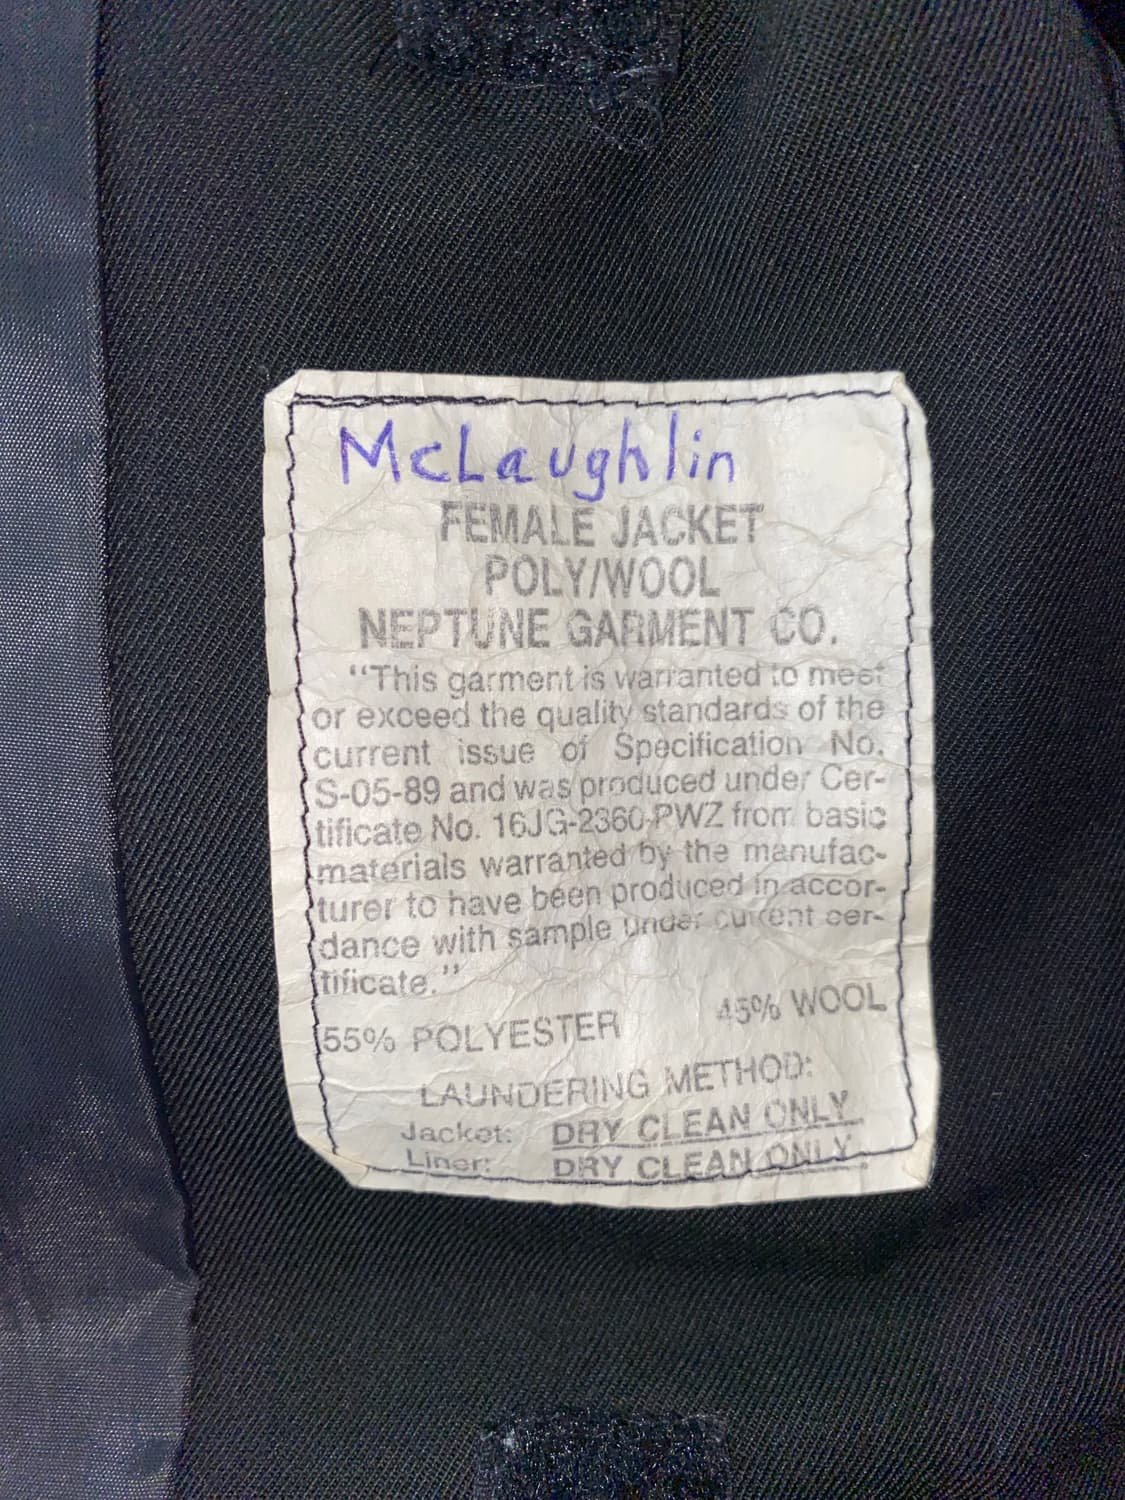 McLaughlin
FEMALE JACKET
POLY/WOOL
NEPTUNE GARMENT CO.
"This garment is warranted to meet
or exceed the quality standards of the
current issue of Specification No.
S-05-89 and was produced under Cer-
tificate No. 16JG-2360-PWZ from basic
materials warranted by the manufac-
turer to have been produced in accor-
dance with sample under current cer-
tificate."
55% POLYESTER 45% WOOL
LAUNDERING METHOD:
Jacket: DRY CLEAN ONLY
Liner: DRY CLEAN ONLY.